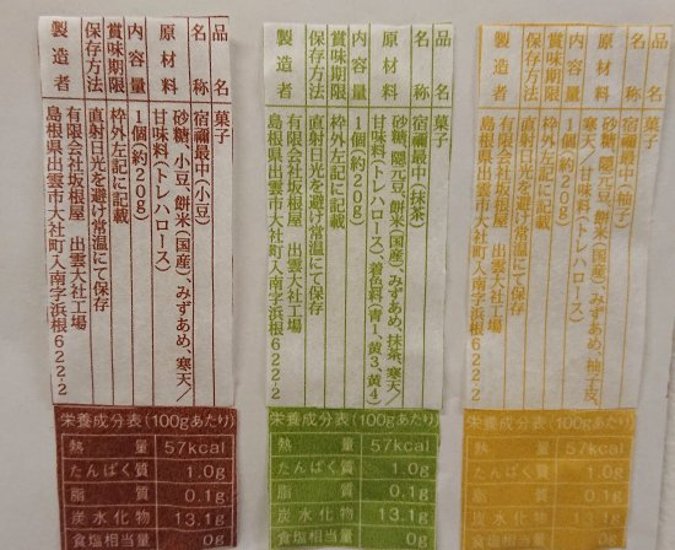 品名 菓子
名称 宿禰最中(小豆)
原材料 砂糖、小豆、餅米(国産)、みずあめ、寒天/
甘味料(トレハロース)
内容量 1個(約20g)
賞味期限 枠外左記に記載
保存方法 直射日光を避け常温にて保存
製造者 有限会社坂根屋 出雲大社工場
島根県出雲市大社町入南字浜根622-2
栄養成分表(100gあたり)
熱量 57kcal
たんぱく質 1.0g
脂質 0.1g
炭水化物 13.1g
食塩相当量 0g
品名 菓子
名称 宿禰最中(抹茶)
原材料 砂糖、隠元豆、餅米(国産)、みずあめ、抹茶、寒天/
甘味料(トレハロース)、着色料(青1、黄3、黄4)
内容量 1個(約20g)
賞味期限 枠外左記に記載
保存方法 直射日光を避け常温にて保存
製造者 有限会社坂根屋 出雲大社工場
島根県出雲市大社町入南字浜根622-2
栄養成分表(100gあたり)
熱量 57kcal
たんぱく質 1.0g
脂質 0.1g
炭水化物 13.1g
食塩相当量 0g
品名 菓子
名称 宿禰最中(柚子)
原材料 砂糖、隠元豆、餅米(国産)、みずあめ、柚子皮、
寒天/甘味料(トレハロース)
内容量 1個(約20g)
賞味期限 枠外左記に記載
保存方法 直射日光を避け常温にて保存
製造者 有限会社坂根屋 出雲大社工場
島根県出雲市大社町入南字浜根622-2
栄養成分表(100gあたり)
熱量 57kcal
たんぱく質 1.0g
脂質 0.1g
炭水化物 13.1g
食塩相当量 0g